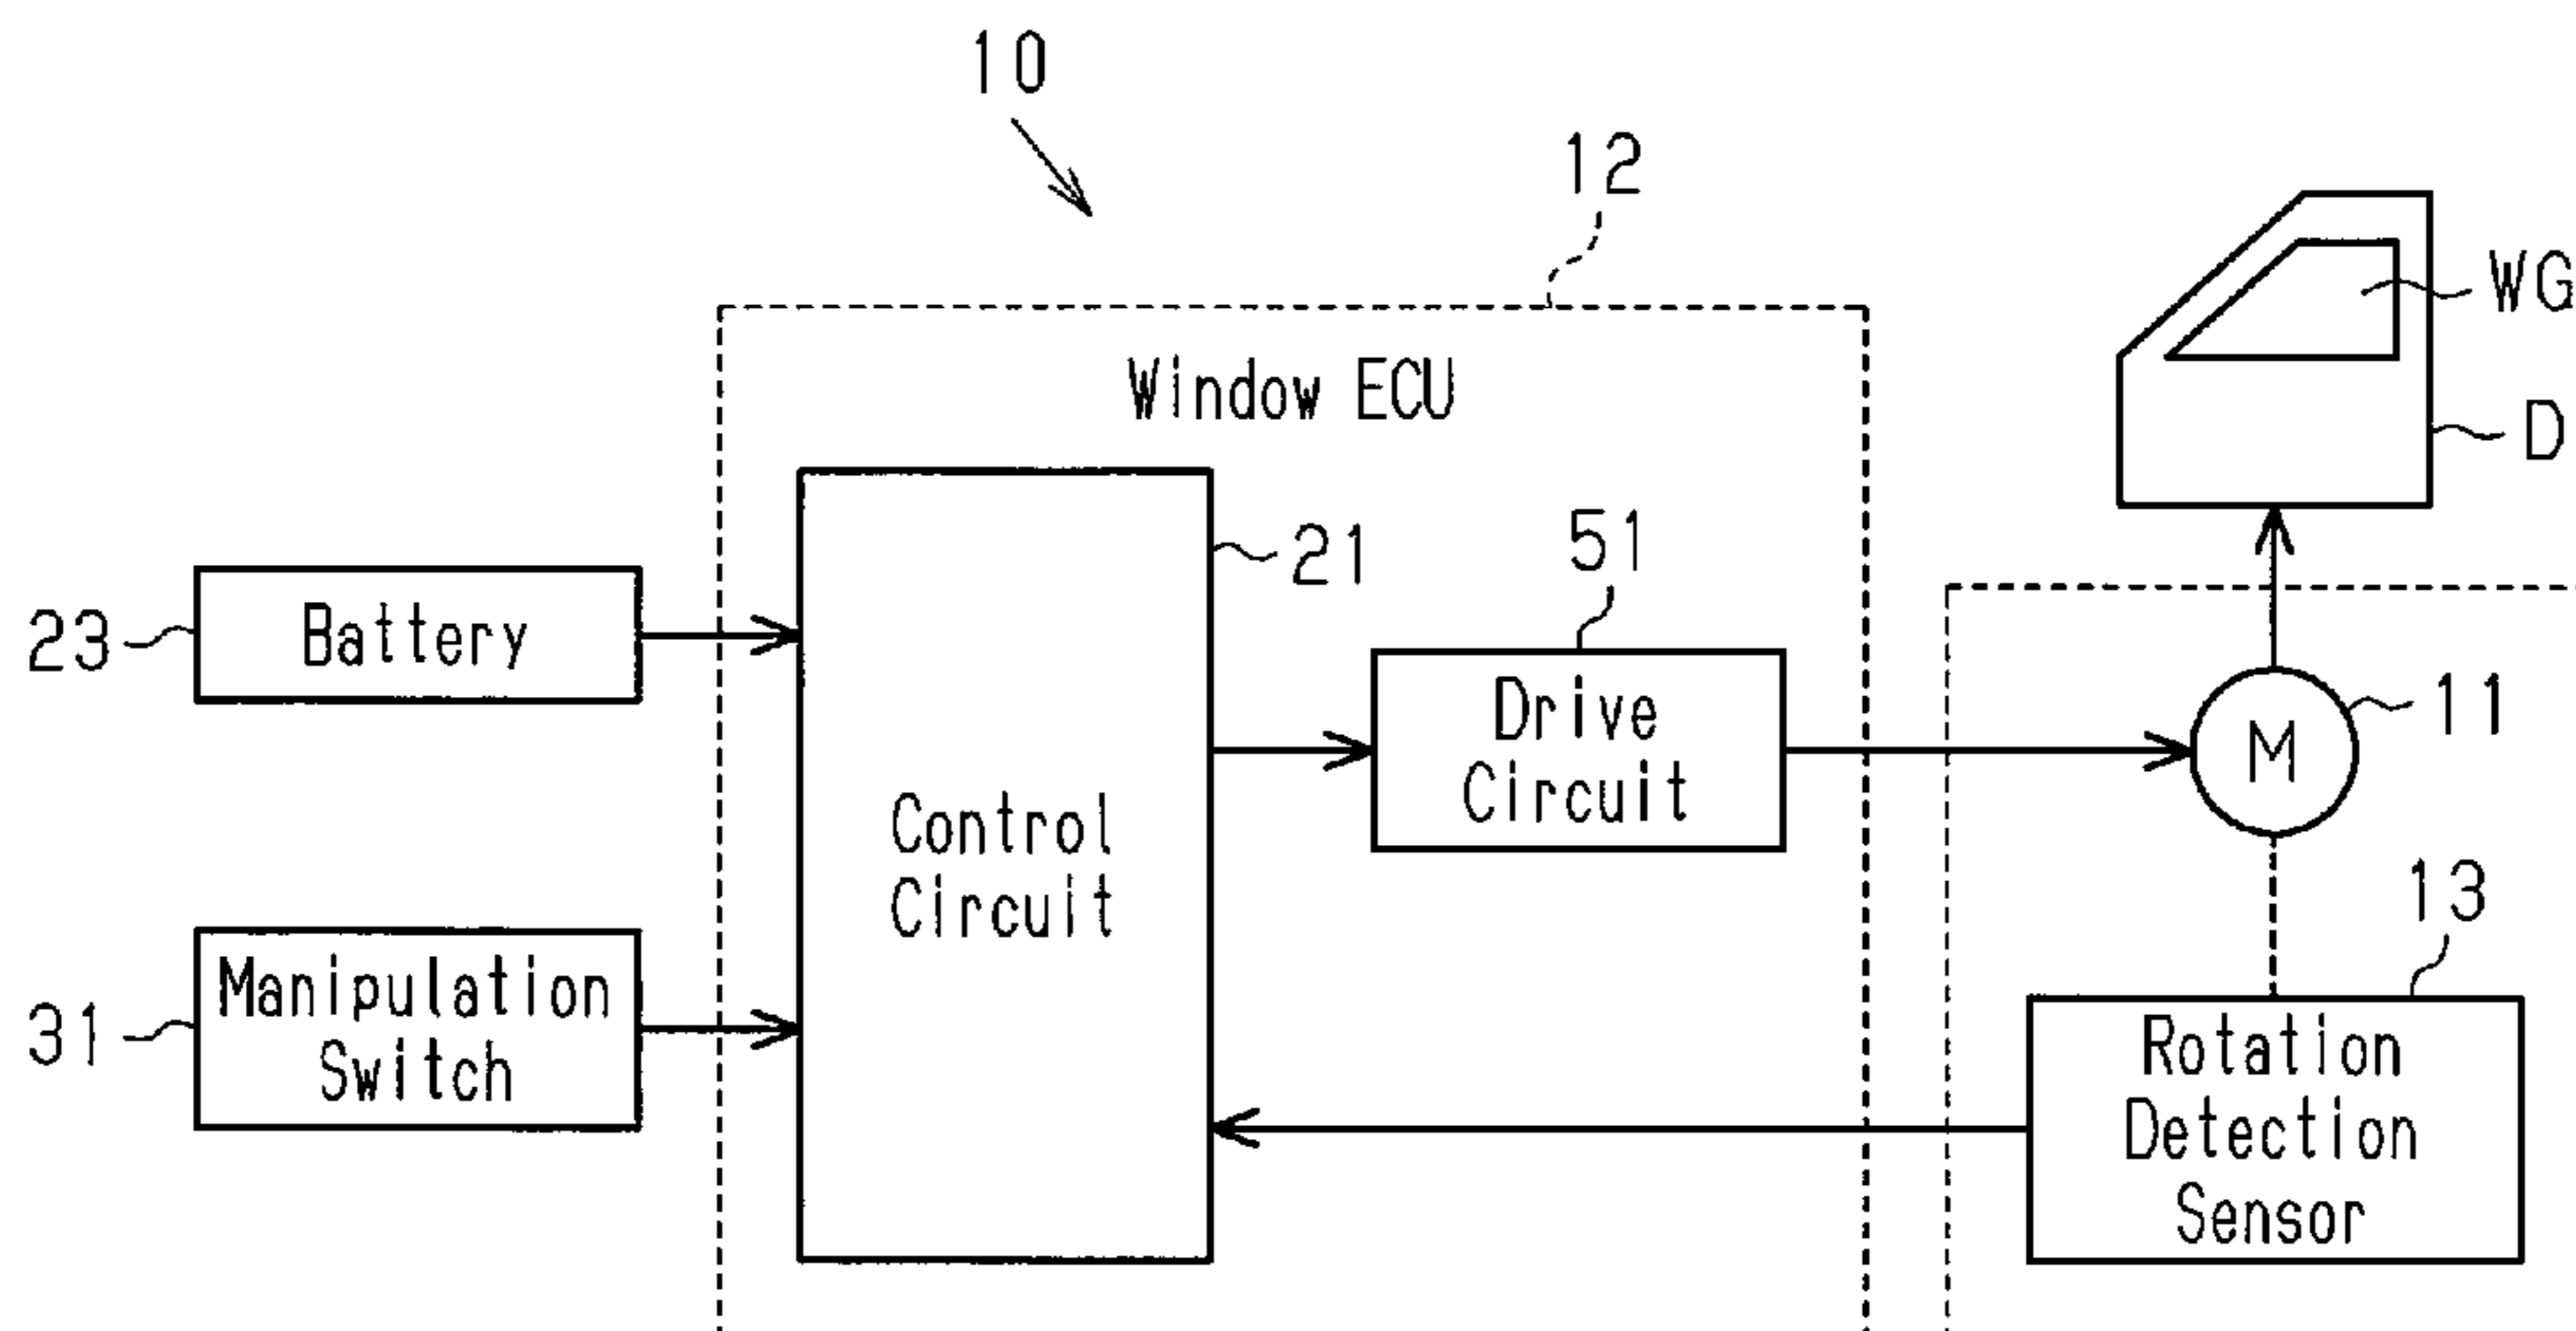 10
12
WG
Window ECU
D
21
51
23
Battery
Drive
Circuit
11
M
Control
Circuit
13
Manipulation
Switch
31
Rotation
Detection
Sensor